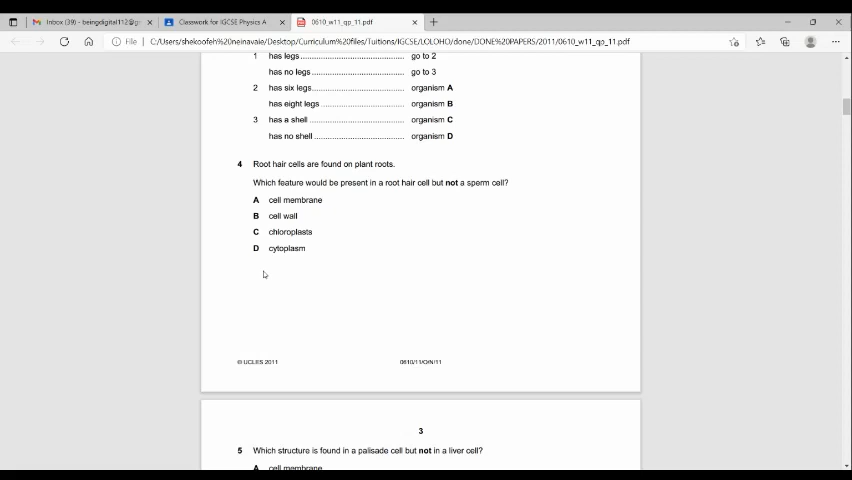 Inbox (39) - beingdigital112@g
Classwork for IGCSE Physics A
0610_w11_qp_11.pdf
File
C:/Users/shekoofeh%20neinavaie/Desktop/Curriculum%20files/Tuitions/IGCSE/LOLOHO/done/DONE%20PAPERS/2011/0610_w11_qp_11.pdf
1 has legs........................................ go to 2
has no legs................................... go to 3
2 has six legs................................... organism A
has eight legs................................ organism B
3 has a shell .................................... organism C
has no shell .................................. organism D
4 Root hair cells are found on plant roots.
Which feature would be present in a root hair cell but not a sperm cell?
A cell membrane
B cell wall
C chloroplasts
D cytoplasm
© UCLES 2011 0610/11/O/N/11
3
5 Which structure is found in a palisade cell but not in a liver cell?
A cell membrane